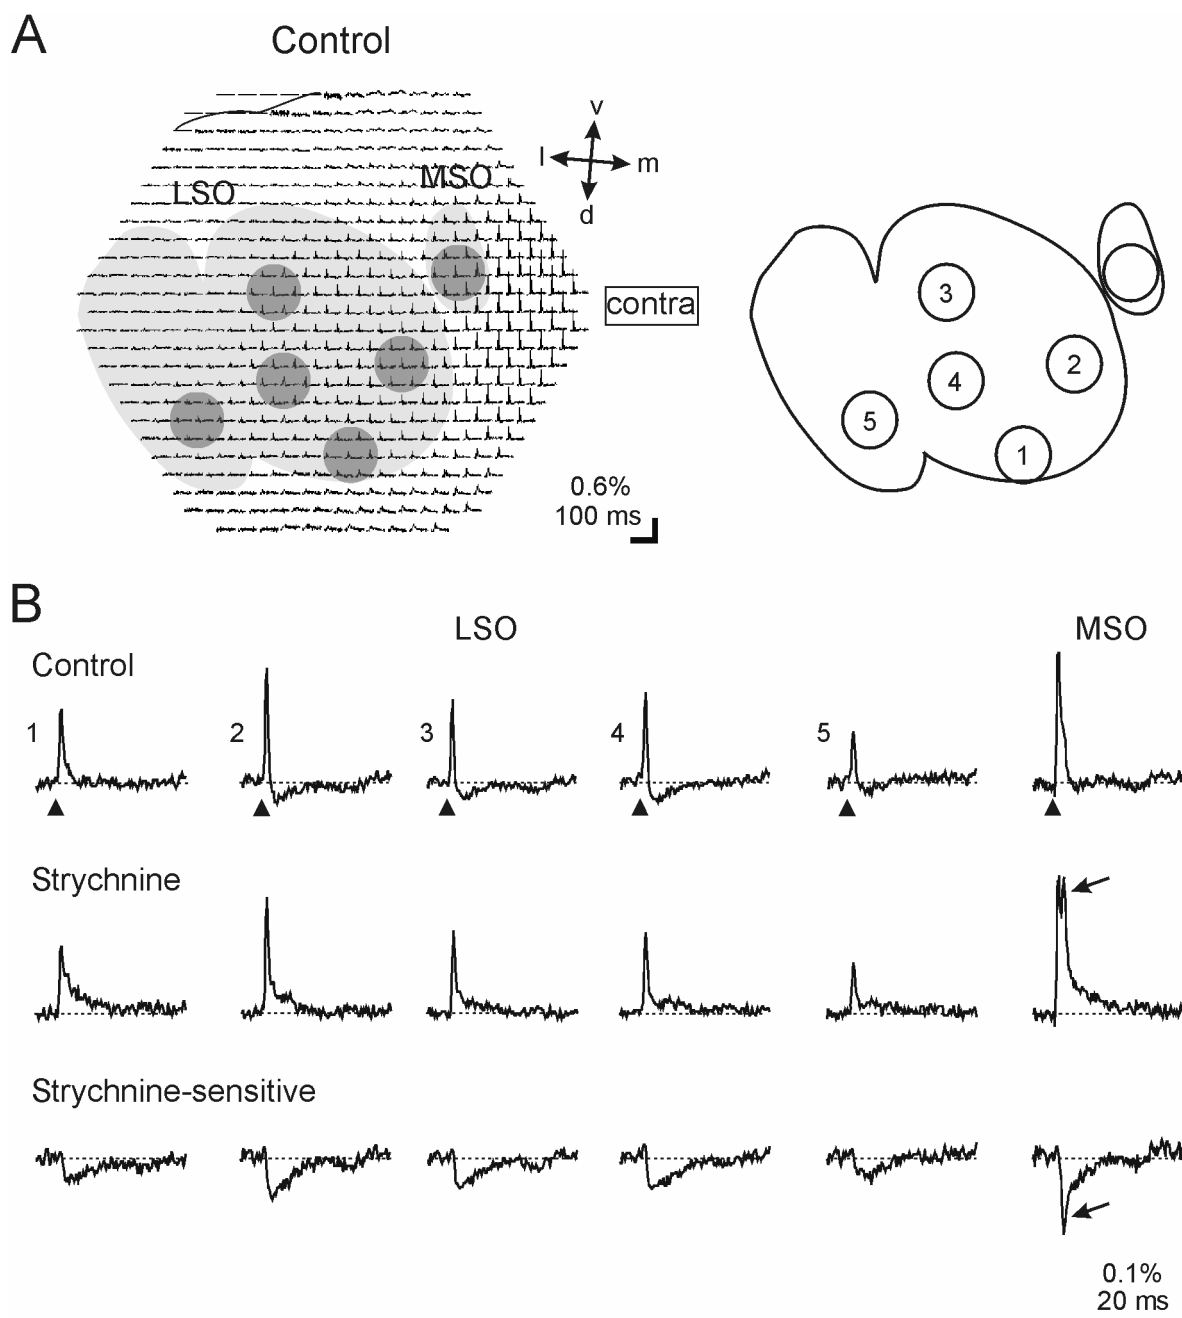 A
Control
v
l
m
d
LSO
MSO
contra
0.6%
100 ms
3
2
4
5
1
B
LSO
MSO
Control
1
2
3
4
5
Strychnine
Strychnine-sensitive
0.1%
20 ms